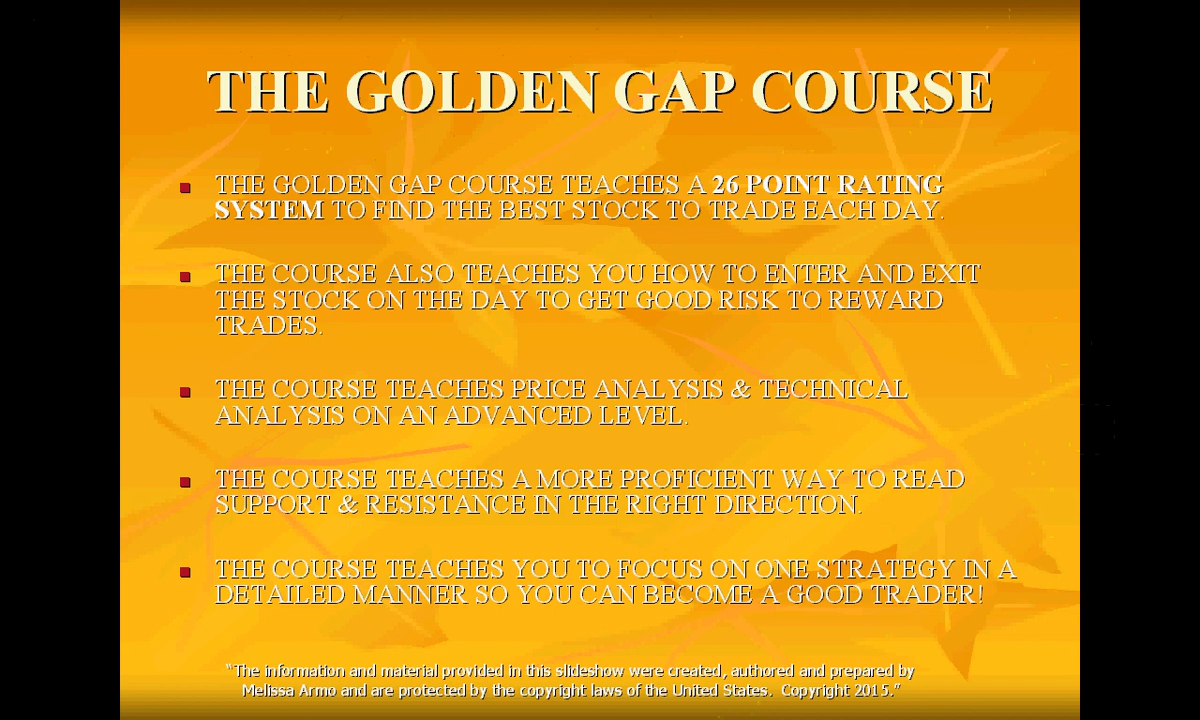 THE GOLDEN GAP COURSE
THE GOLDEN GAP COURSE TEACHES A 26 POINT RATING
SYSTEM TO FIND THE BEST STOCK TO TRADE EACH DAY.
THE COURSE ALSO TEACHES YOU HOW TO ENTER AND EXIT
THE STOCK ON THE DAY TO GET GOOD RISK TO REWARD
TRADES.
THE COURSE TEACHES PRICE ANALYSIS & TECHNICAL
ANALYSIS ON AN ADVANCED LEVEL.
THE COURSE TEACHES A MORE PROFICIENT WAY TO READ
SUPPORT & RESISTANCE IN THE RIGHT DIRECTION.
THE COURSE TEACHES YOU TO FOCUS ON ONE STRATEGY IN A
DETAILED MANNER SO YOU CAN BECOME A GOOD TRADER!
"The information and material provided in this slideshow were created, authored and prepared by
Melissa Armo and are protected by the copyright laws of the United States. Copyright 2015."